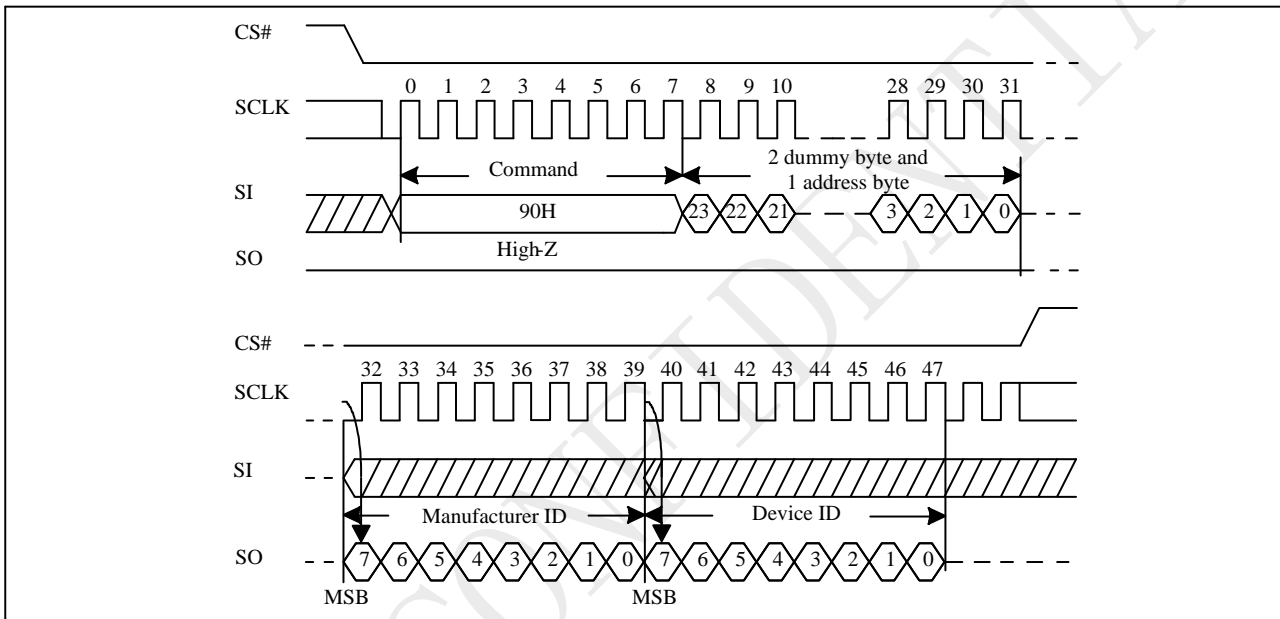 CS#
0 1 2 3 4 5 6 7 8 9 10 28 29 30 31
SCLK
Command
2 dummy byte and
1 address byte
SI
90H
23 22 21 3 2 1 0
High-Z
SO
CS#
32 33 34 35 36 37 38 39 40 41 42 43 44 45 46 47
SCLK
SI
Manufacturer ID
Device ID
SO
7 6 5 4 3 2 1 0 7 6 5 4 3 2 1 0
MSB
MSB
CONFIDENTIA